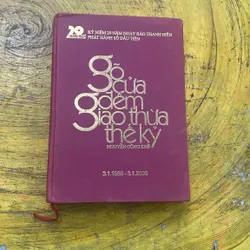 20 KỶ NIỆM 20 NĂM NGÀY BÁO THANH NIÊN
PHÁT HÀNH SỐ ĐẦU TIÊN
gõ
cửa
đêm
giao thừa
thế kỷ
NGUYỄN CÔNG KHẾ
3.1.1986 - 3.1.2006